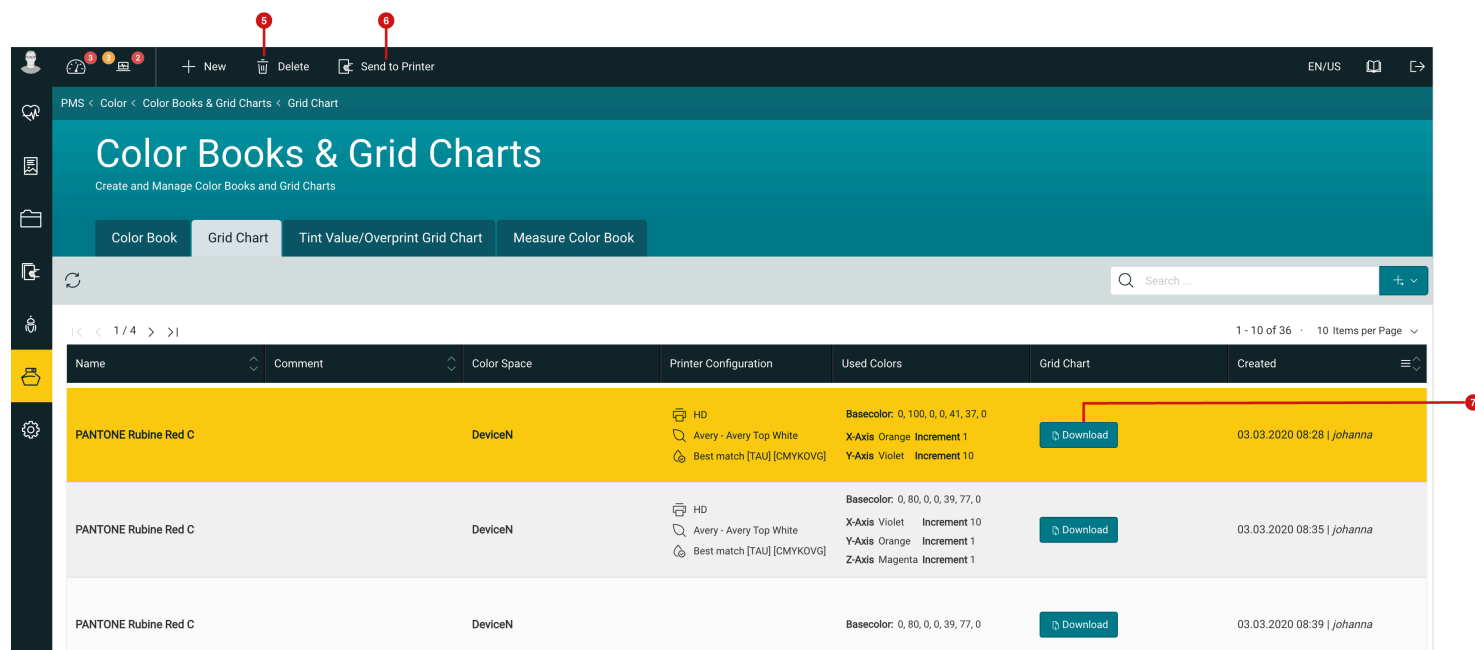 5 6
3 3 2 New Delete Send to Printer EN/US
PMS < Color < Color Books & Grid Charts < Grid Chart
Color Books & Grid Charts
Create and Manage Color Books and Grid Charts
Color Book Grid Chart Tint Value/Overprint Grid Chart Measure Color Book
Search ...
1 / 4 1 - 10 of 36 · 10 Items per Page
Name Comment Color Space Printer Configuration Used Colors Grid Chart Created
7
PANTONE Rubine Red C DeviceN
HD
Avery - Avery Top White
Best match [TAU] [CMYKOVG]
Basecolor: 0, 100, 0, 0, 41, 37, 0
X-Axis Orange Increment 1
Y-Axis Violet Increment 10
Download 03.03.2020 08:28 | johanna
PANTONE Rubine Red C DeviceN
HD
Avery - Avery Top White
Best match [TAU] [CMYKOVG]
Basecolor: 0, 80, 0, 0, 39, 77, 0
X-Axis Violet Increment 10
Y-Axis Orange Increment 1
Z-Axis Magenta Increment 1
Download 03.03.2020 08:35 | johanna
PANTONE Rubine Red C DeviceN Basecolor: 0, 80, 0, 0, 39, 77, 0 Download 03.03.2020 08:39 | johanna